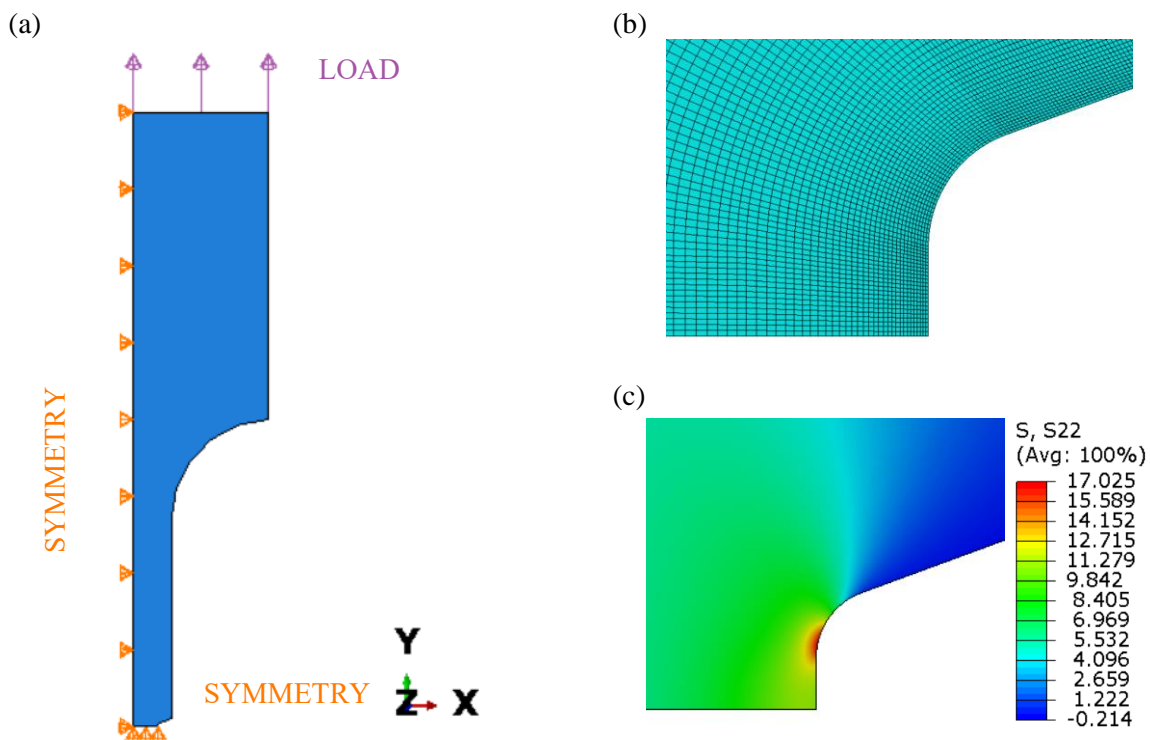 (a)
LOAD
SYMMETRY
Y
Z
X
SYMMETRY
(b)
(c)
S, S22
(Avg: 100%)
17.025
15.589
14.152
12.715
11.279
9.842
8.405
6.969
5.532
4.096
2.659
1.222
-0.214